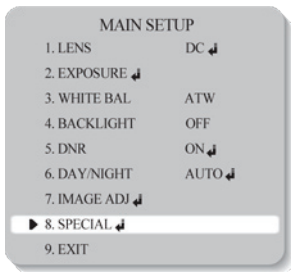 MAIN SETUP
1. LENS DC ↲
2. EXPOSURE ↲
3. WHITE BAL ATW
4. BACKLIGHT OFF
5. DNR ON ↲
6. DAY/NIGHT AUTO ↲
7. IMAGE ADJ ↲
▶ 8. SPECIAL ↲
9. EXIT